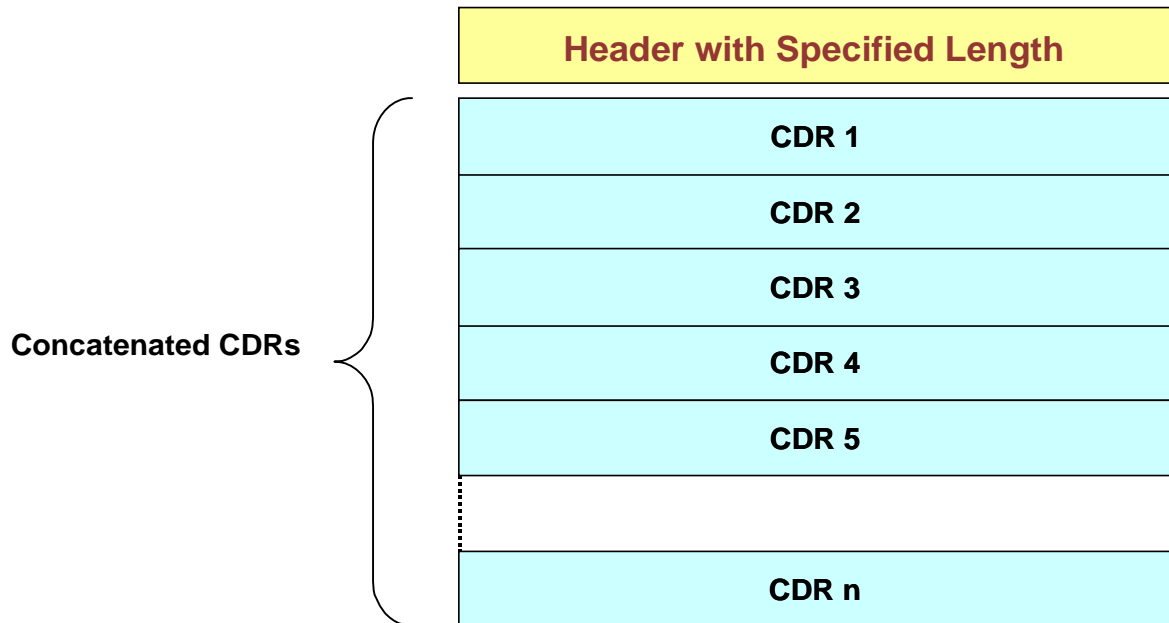 Header with Specified Length
CDR 1
CDR 2
CDR 3
Concatenated CDRs
CDR 4
CDR 5
CDR n